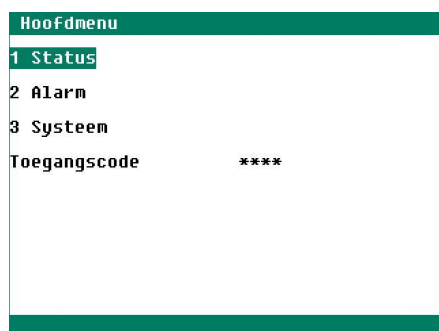 Hoofdmenu
1 Status
2 Alarm
3 Systeem
Toegangscode ****